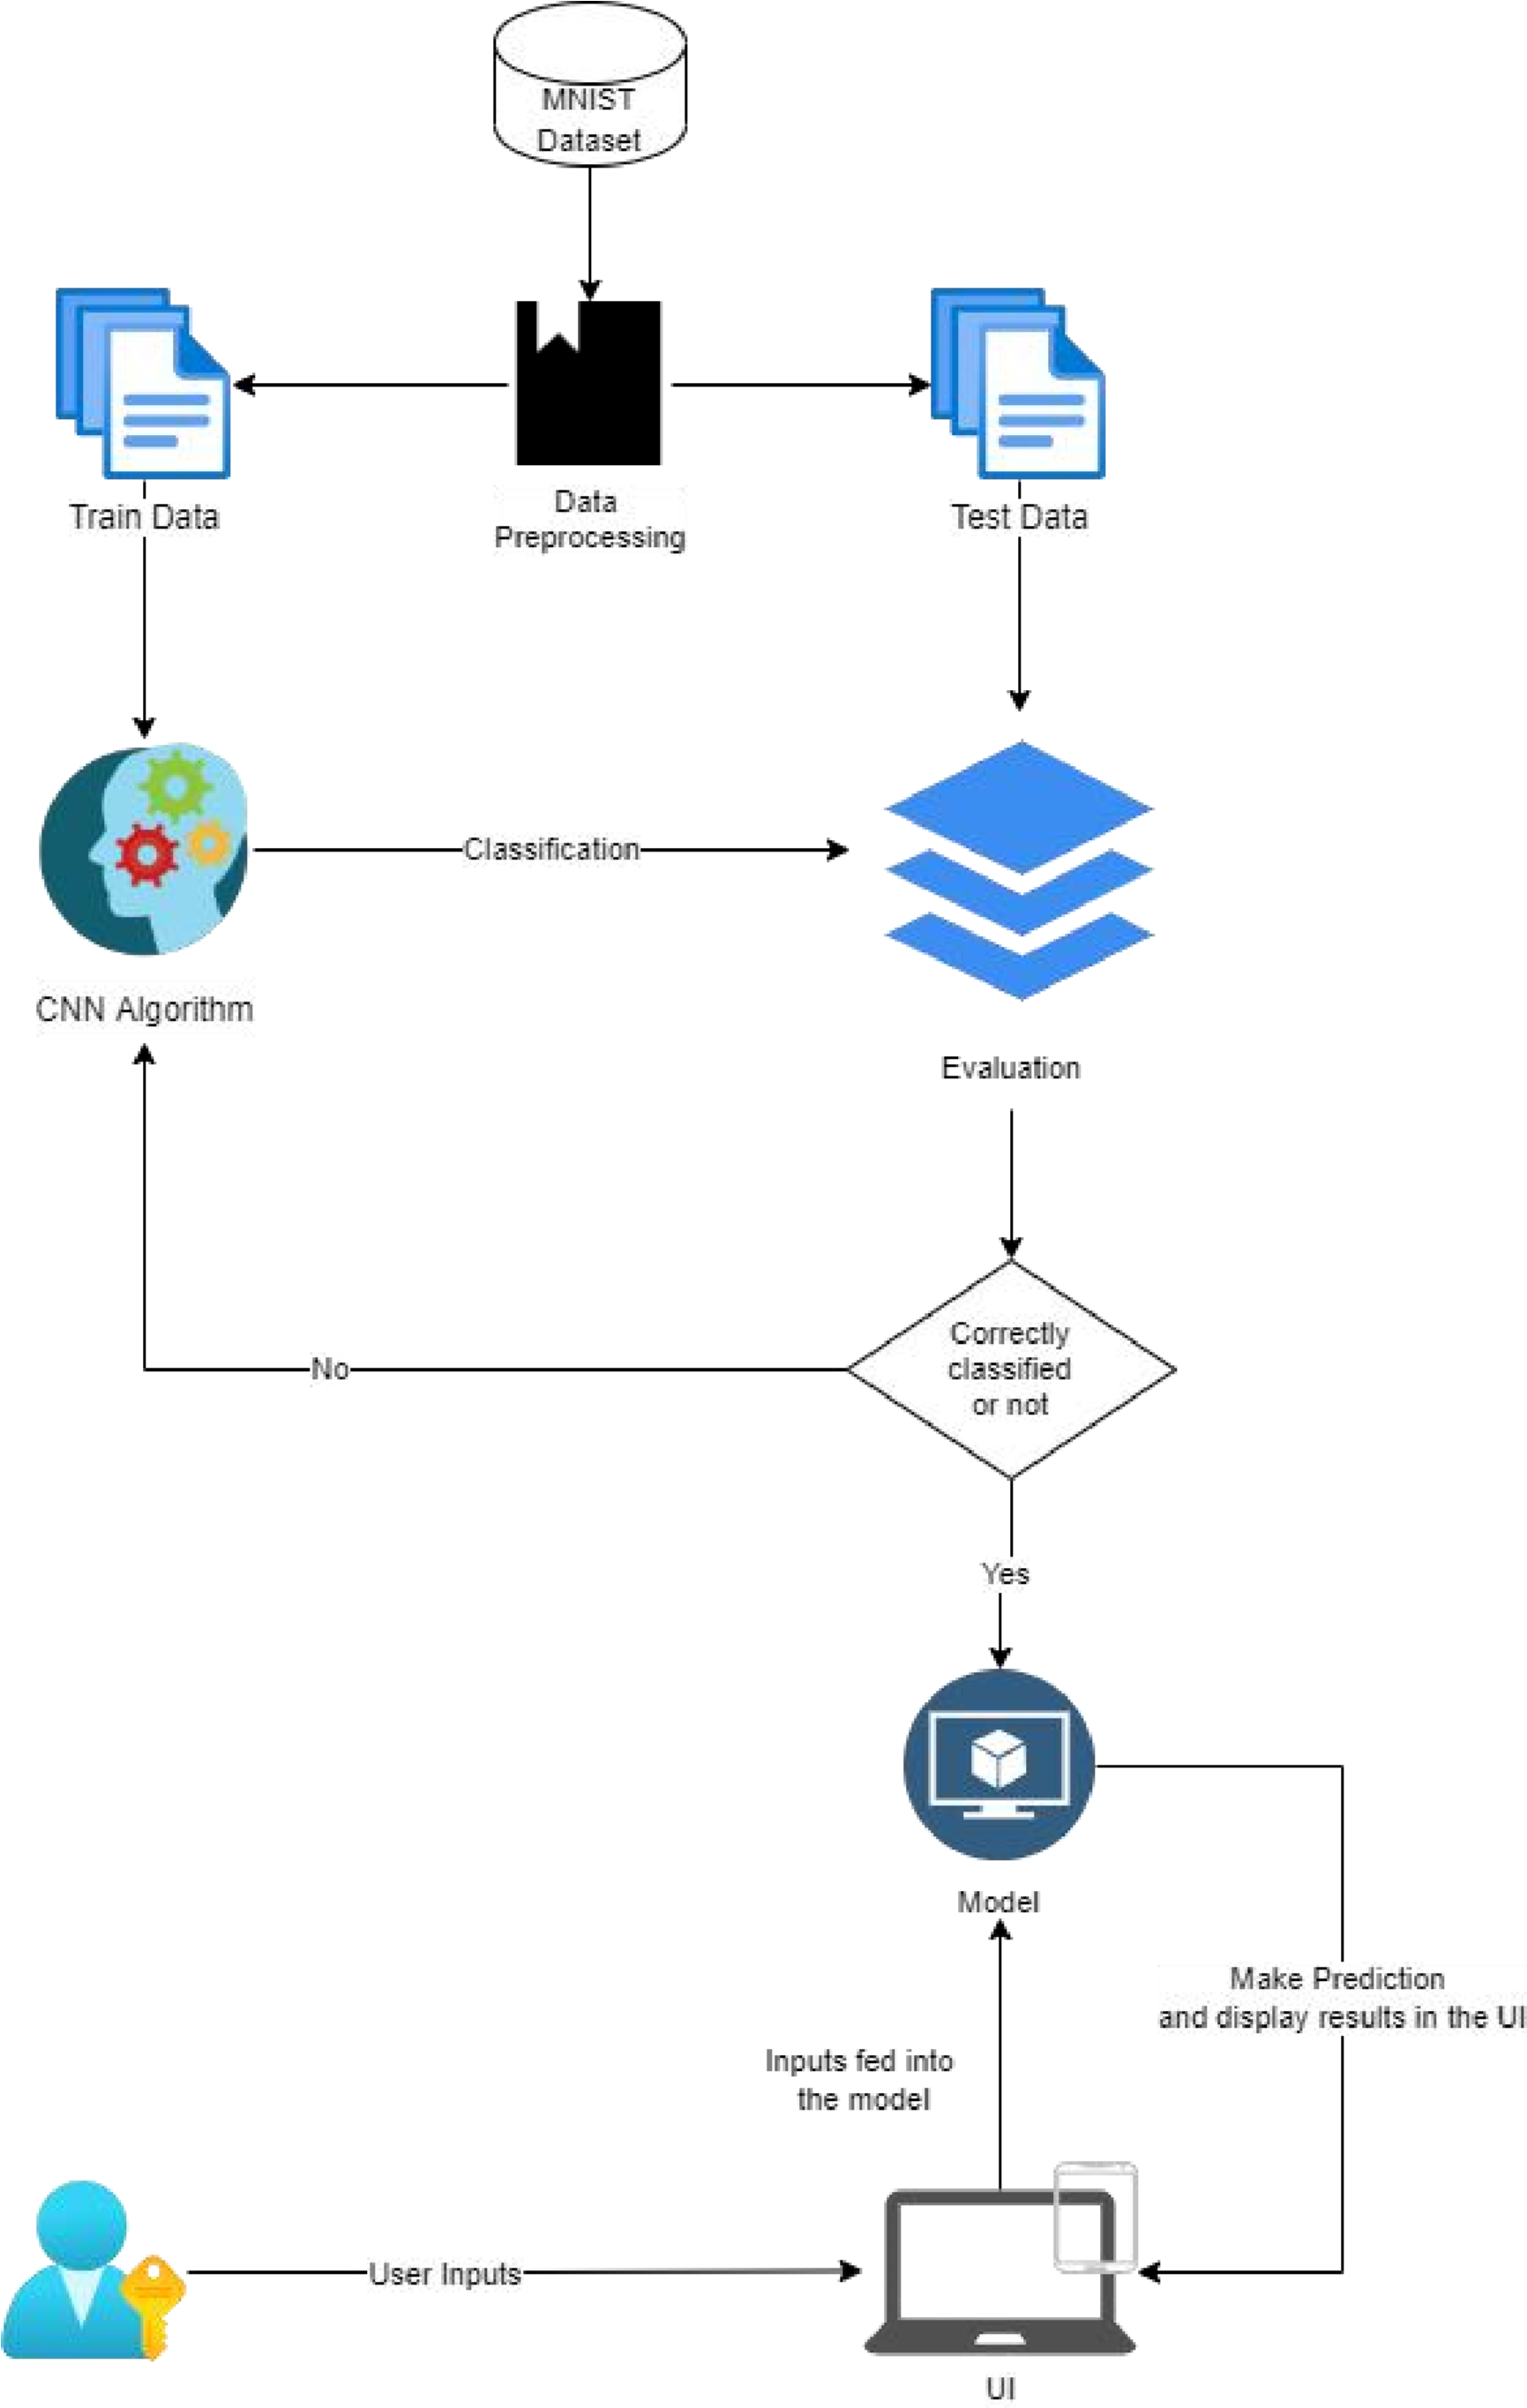 MNIST
Dataset
Train Data
Data
Preprocessing
Test Data
Classification
CNN Algorithm
Evaluation
Correctly
classified
or not
No
Yes
Model
Make Prediction
and display results in the UI
Inputs fed into
the model
User Inputs
UI